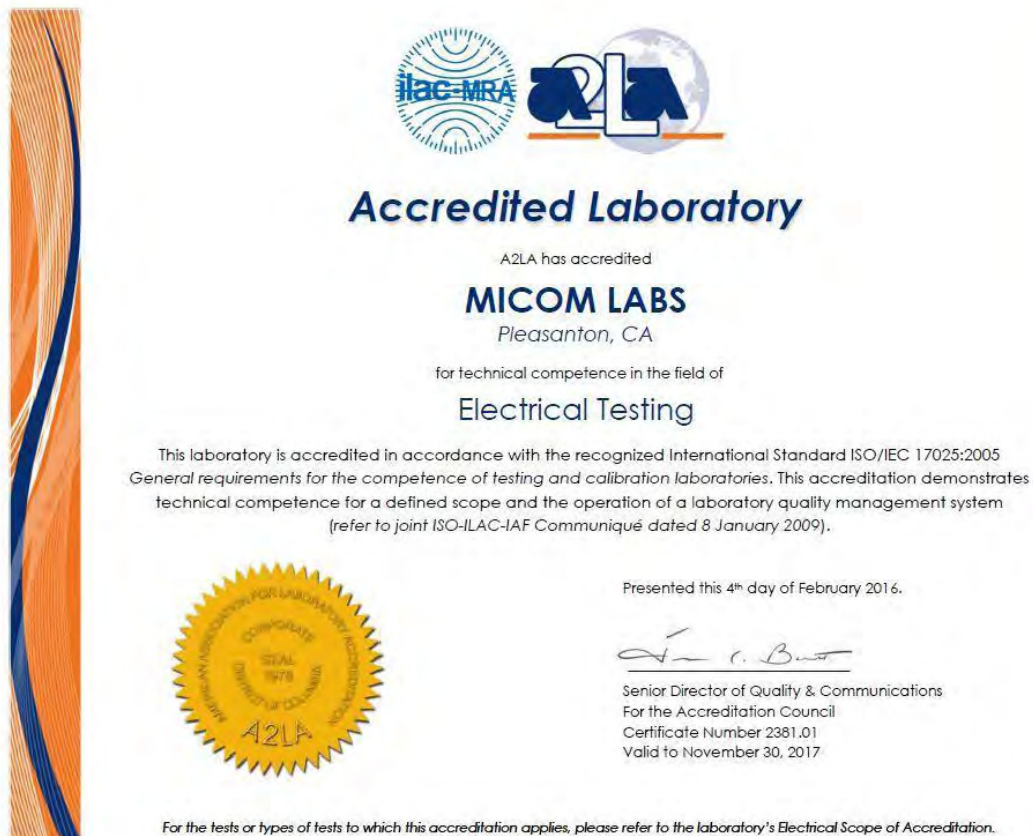 ilac-MRA
A2LA
Accredited Laboratory
A2LA has accredited
MICOM LABS
Pleasanton, CA
for technical competence in the field of
Electrical Testing
This laboratory is accredited in accordance with the recognized International Standard ISO/IEC 17025:2005
General requirements for the competence of testing and calibration laboratories. This accreditation demonstrates
technical competence for a defined scope and the operation of a laboratory quality management system
(refer to joint ISO-ILAC-IAF Communiqué dated 8 January 2009).
AMERICAN ASSOCIATION FOR LABORATORY ACCREDITATION
CORPORATE
SEAL
1978
DISTRICT OF COLUMBIA
A2LA
Presented this 4th day of February 2016.
Senior Director of Quality & Communications
For the Accreditation Council
Certificate Number 2381.01
Valid to November 30, 2017
For the tests or types of tests to which this accreditation applies, please refer to the laboratory's Electrical Scope of Accreditation.